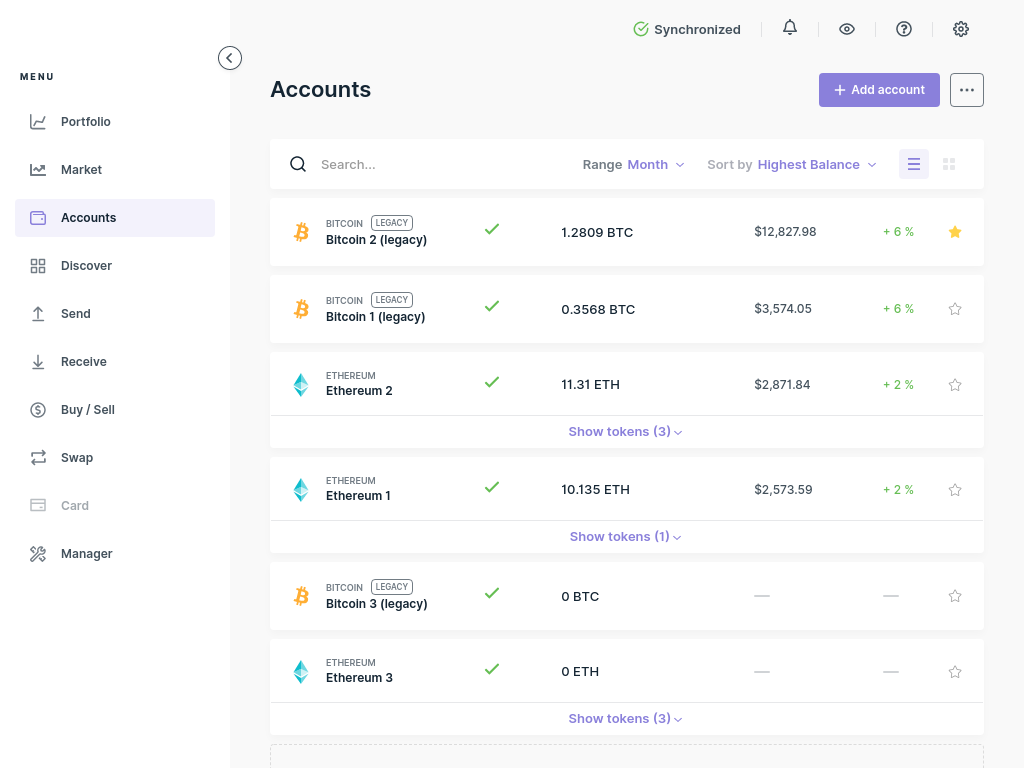 Synchronized
MENU
Portfolio
Market
Accounts
Discover
Send
Receive
Buy / Sell
Swap
Card
Manager
Accounts
+ Add account
Search...
Range Month
Sort by Highest Balance
BITCOIN LEGACY
Bitcoin 2 (legacy)
1.2809 BTC
$12,827.98
+ 6 %
BITCOIN LEGACY
Bitcoin 1 (legacy)
0.3568 BTC
$3,574.05
+ 6 %
ETHEREUM
Ethereum 2
11.31 ETH
$2,871.84
+ 2 %
Show tokens (3)
ETHEREUM
Ethereum 1
10.135 ETH
$2,573.59
+ 2 %
Show tokens (1)
BITCOIN LEGACY
Bitcoin 3 (legacy)
0 BTC
—
—
ETHEREUM
Ethereum 3
0 ETH
—
—
Show tokens (3)